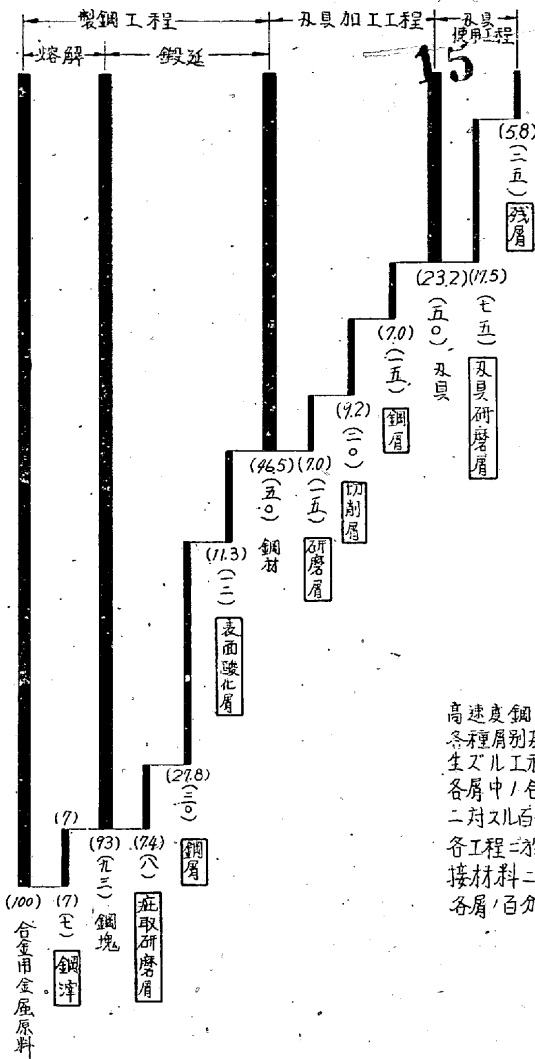 製鋼工程
刄具加工工程
刄具
使用工程
熔解
鍛延
15
(5.8)
(二五)
残屑
(23.2)
(五〇)
刄具
(17.5)
(七五)
刄具研磨屑
(7.0)
(一五)
鋼屑
(9.2)
(二〇)
切削屑
(46.5)
(五〇)
鋼材
(7.0)
(一五)
研磨屑
(11.3)
(一二)
表面酸化屑
(27.8)
(三〇)
鋼屑
(7)
(93)
(九三)
鋼塊
(7.4)
(八)
疵取研磨屑
(100)
合金用金属原料
(7)
(七)
鋼滓
高速度鋼
各種屑別
生ズル工程
各屑中ノ
ニ対スル百
各工程ニ於
接材料ニ
各屑ノ百分